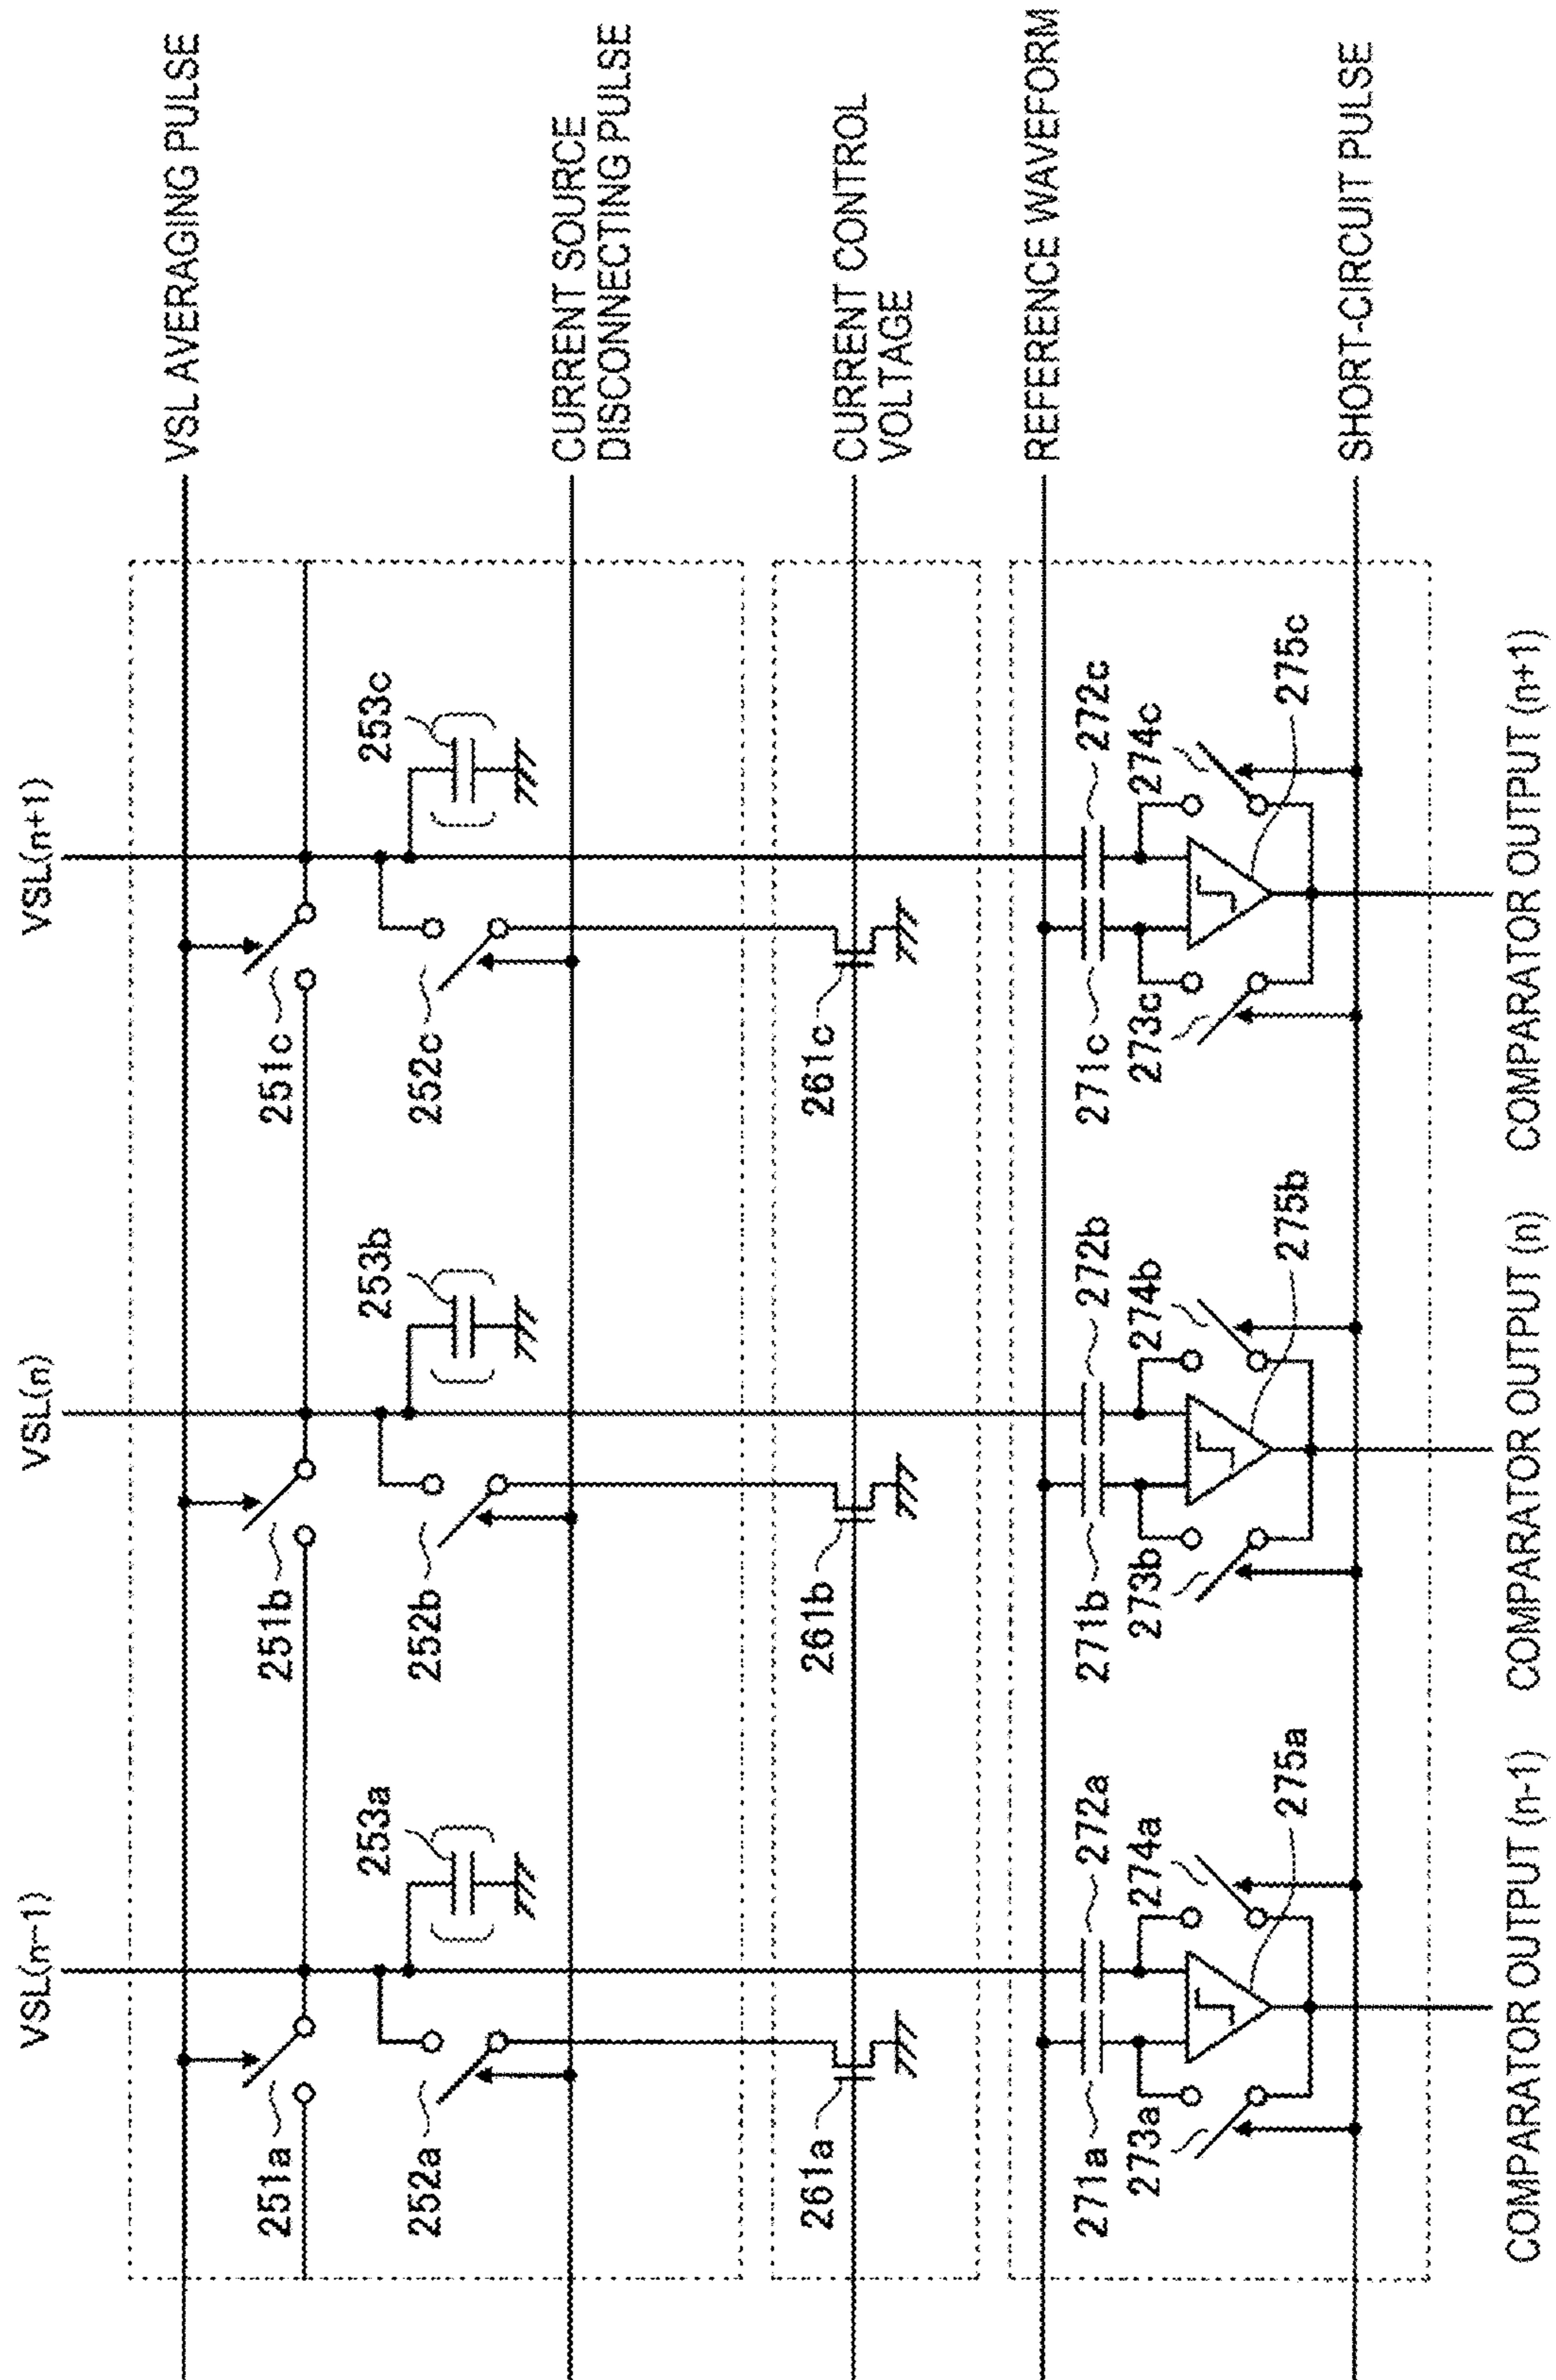 VSL(n−1)
VSL(n)
VSL(n+1)
VSL AVERAGING PULSE
251a
251b
251c
253a
253b
253c
252a
252b
252c
CURRENT SOURCE
DISCONNECTING PULSE
261a
261b
261c
CURRENT CONTROL
VOLTAGE
REFERENCE WAVEFORM
271a
272a
271b
272b
271c
272c
273a
274a
273b
274b
273c
274c
275a
275b
275c
SHORT-CIRCUIT PULSE
COMPARATOR OUTPUT (n-1)
COMPARATOR OUTPUT (n)
COMPARATOR OUTPUT (n+1)